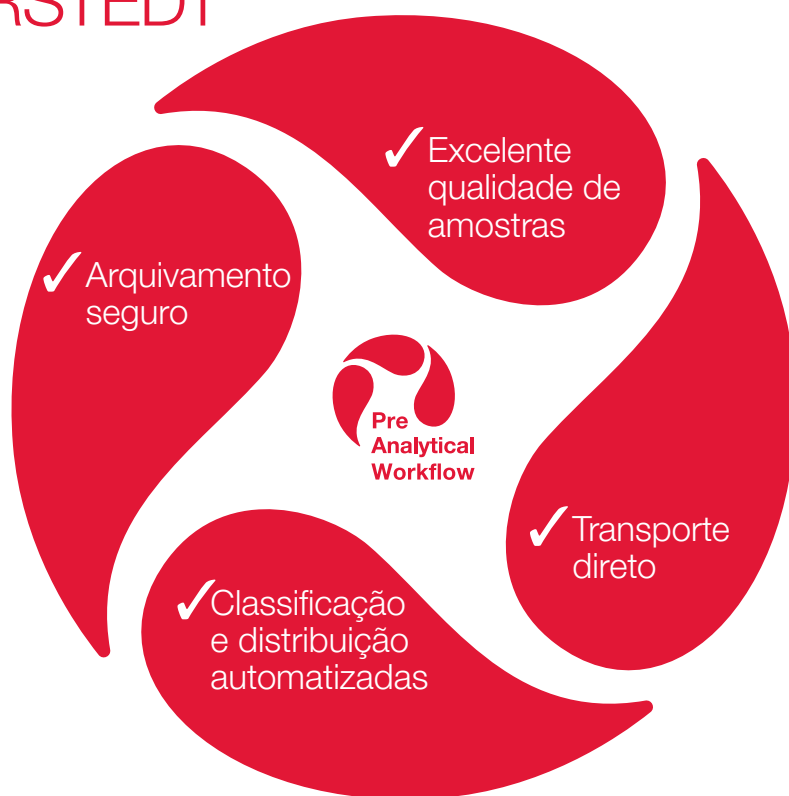 RSTEDT
✓ Excelente
qualidade de
amostras
✓ Arquivamento
seguro
Pre
Analytical
Workflow
✓ Transporte
direto
✓ Classificação
e distribuição
automatizadas